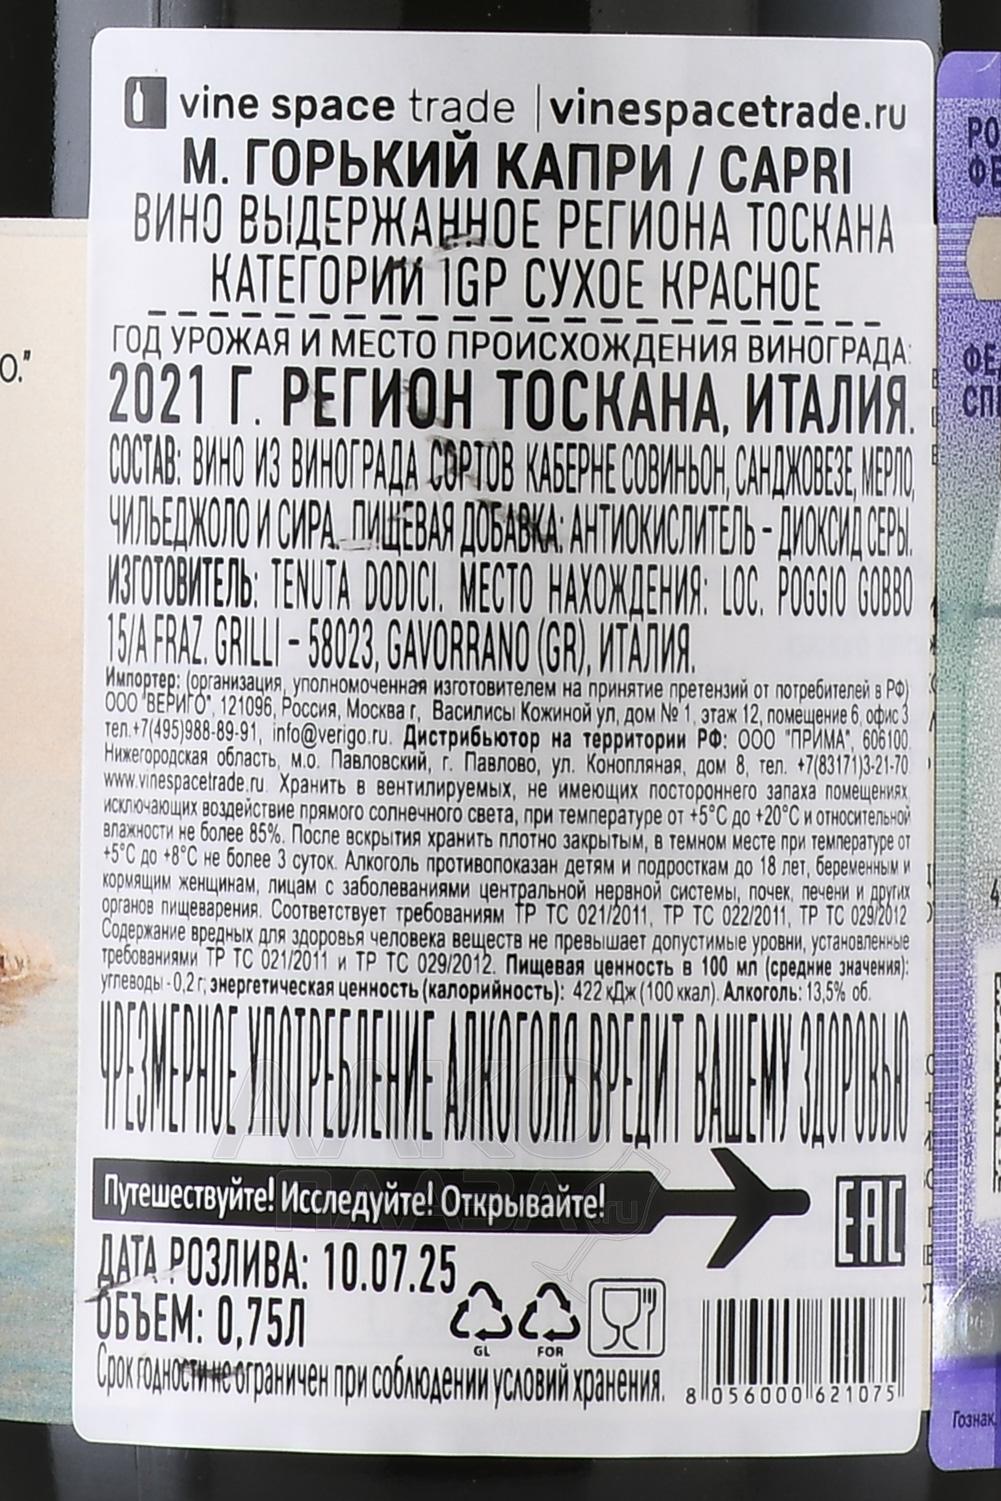 vine space trade | vinespacetrade.ru
М. ГОРЬКИЙ КАПРИ / CAPRI
ВИНО ВЫДЕРЖАННОЕ РЕГИОНА ТОСКАНА
КАТЕГОРИИ IGP СУХОЕ КРАСНОЕ
ГОД УРОЖАЯ И МЕСТО ПРОИСХОЖДЕНИЯ ВИНОГРАДА:
2021 Г. РЕГИОН ТОСКАНА, ИТАЛИЯ.
СОСТАВ: ВИНО ИЗ ВИНОГРАДА СОРТОВ КАБЕРНЕ СОВИНЬОН, САНДЖОВЕЗЕ, МЕРЛО,
ЧИЛЬЕДЖОЛО И СИРА. ПИЩЕВАЯ ДОБАВКА: АНТИОКИСЛИТЕЛЬ – ДИОКСИД СЕРЫ.
ИЗГОТОВИТЕЛЬ: TENUTA DODICI. МЕСТО НАХОЖДЕНИЯ: LOC. POGGIO GOBBO
15/A FRAZ. GRILLI – 58023, GAVORRANO (GR), ИТАЛИЯ.
Импортер: (организация, уполномоченная изготовителем на принятие претензий от потребителей в РФ)
ООО "ВЕРИГО", 121096, Россия, Москва г, Василисы Кожиной ул, дом № 1, этаж 12, помещение 6, офис 3
тел.+7(495)988-89-91, info@verigo.ru. Дистрибьютор на территории РФ: ООО "ПРИМА", 606100,
Нижегородская область, м.о. Павловский, г. Павлово, ул. Конопляная, дом 8, тел. +7(83171)3-21-70
www.vinespacetrade.ru. Хранить в вентилируемых, не имеющих постороннего запаха помещениях,
исключающих воздействие прямого солнечного света, при температуре от +5°С до +20°С и относительной
влажности не более 85%. После вскрытия хранить плотно закрытым, в темном месте при температуре от
+5°С до +8°С не более 3 суток. Алкоголь противопоказан детям и подросткам до 18 лет, беременным и
кормящим женщинам, лицам с заболеваниями центральной нервной системы, почек, печени и других
органов пищеварения. Соответствует требованиям ТР ТС 021/2011, ТР ТС 022/2011, ТР ТС 029/2012
Содержание вредных для здоровья человека веществ не превышает допустимые уровни, установленные
требованиями ТР ТС 021/2011 и ТР ТС 029/2012. Пищевая ценность в 100 мл (средние значения):
углеводы - 0,2 г; энергетическая ценность (калорийность): 422 кДж (100 ккал). Алкоголь: 13,5% об.
ЧРЕЗМЕРНОЕ УПОТРЕБЛЕНИЕ АЛКОГОЛЯ ВРЕДИТ ВАШЕМУ ЗДОРОВЬЮ
Путешествуйте! Исследуйте! Открывайте!
EAC
ДАТА РОЗЛИВА: 10.07.25
ОБЪЕМ: 0,75Л
GL FOR
Срок годности не ограничен при соблюдении условий хранения.
8 056000 621075
Гознак